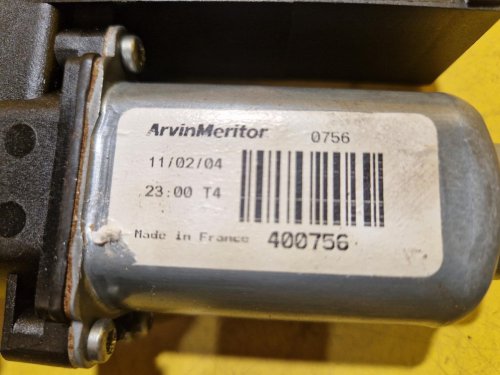 ArvinMeritor 0756
11/02/04
23:00 T4
Made in France 400756